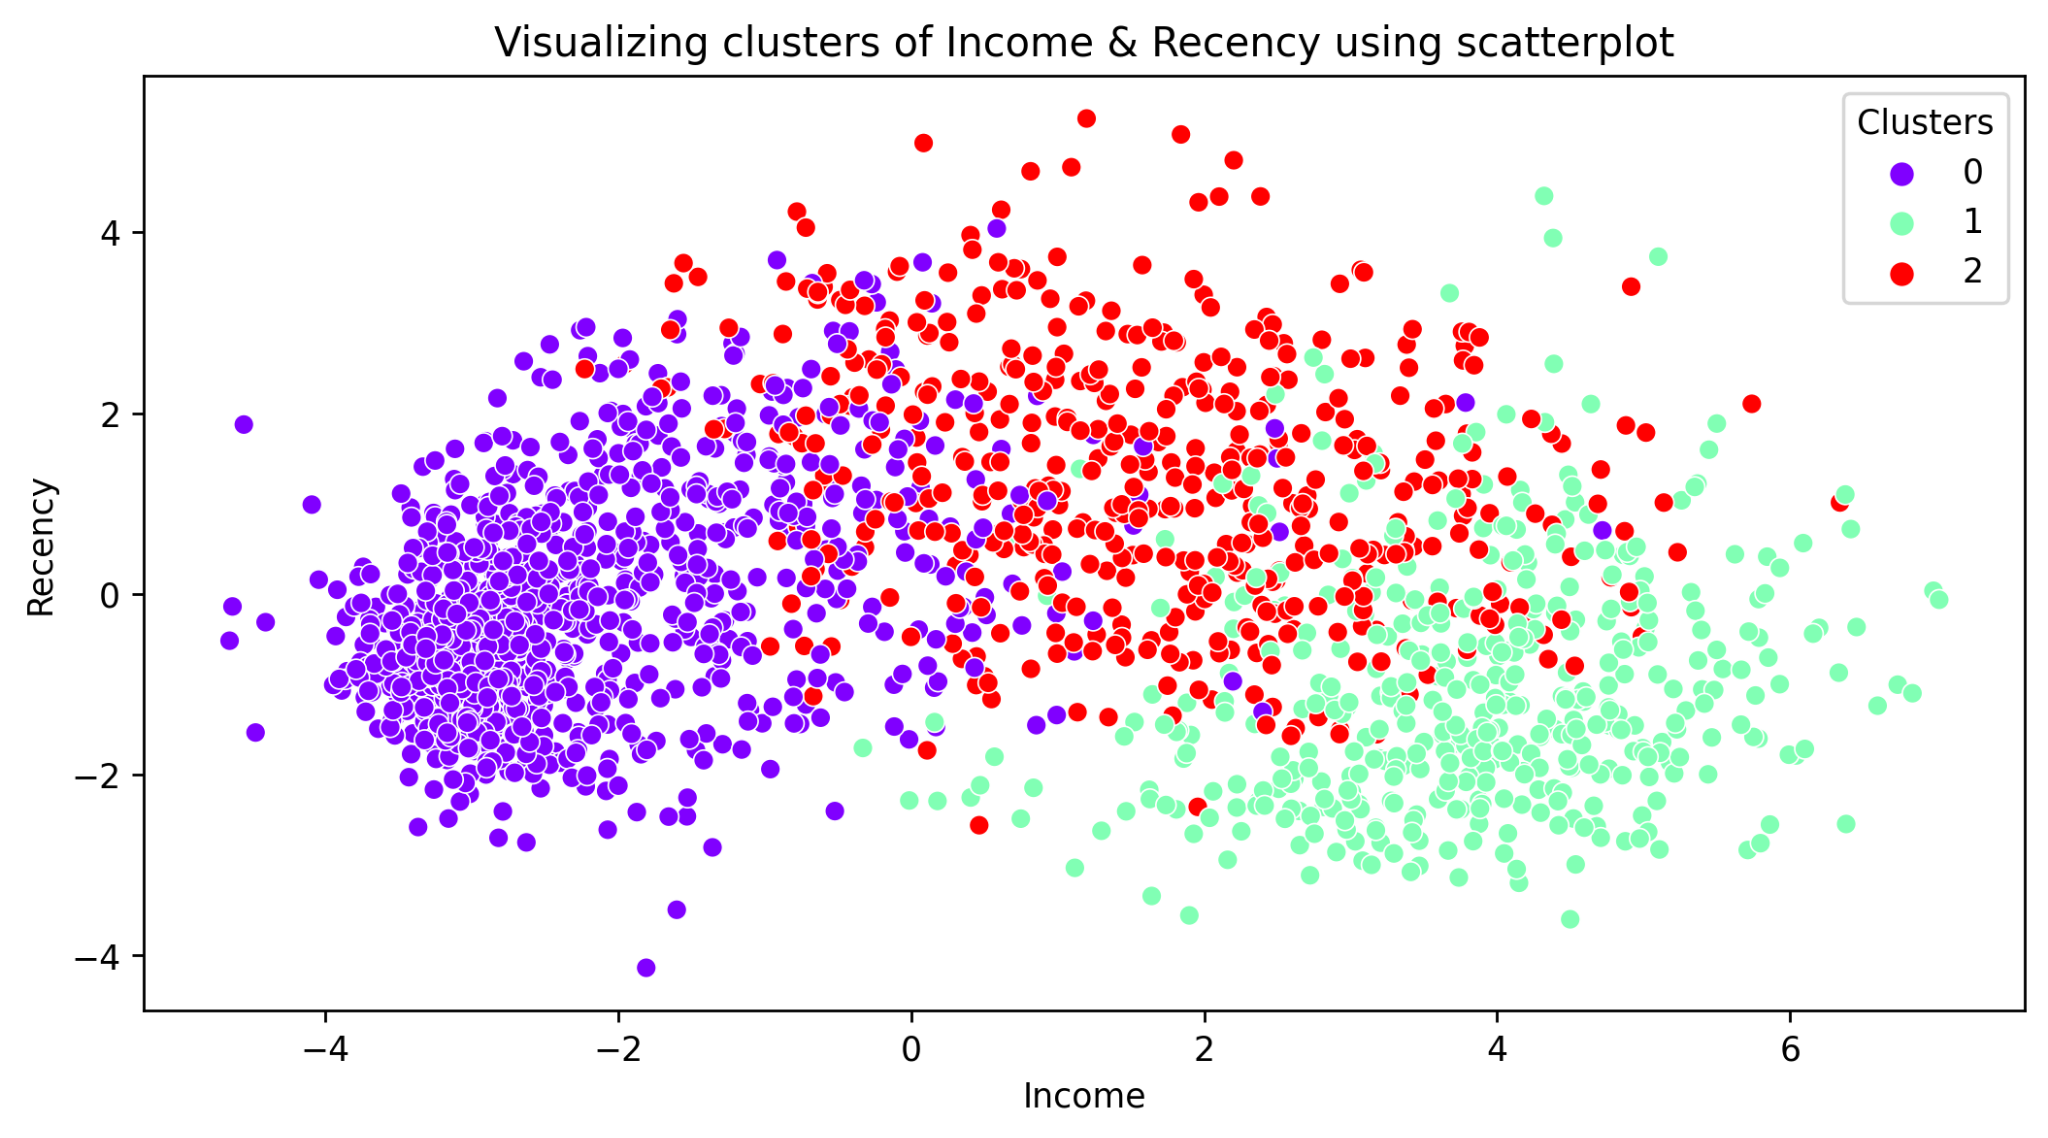 Visualizing clusters of Income & Recency using scatterplot
Clusters
0
1
2
Recency
4
2
0
−2
−4
−4 −2 0 2 4 6
Income